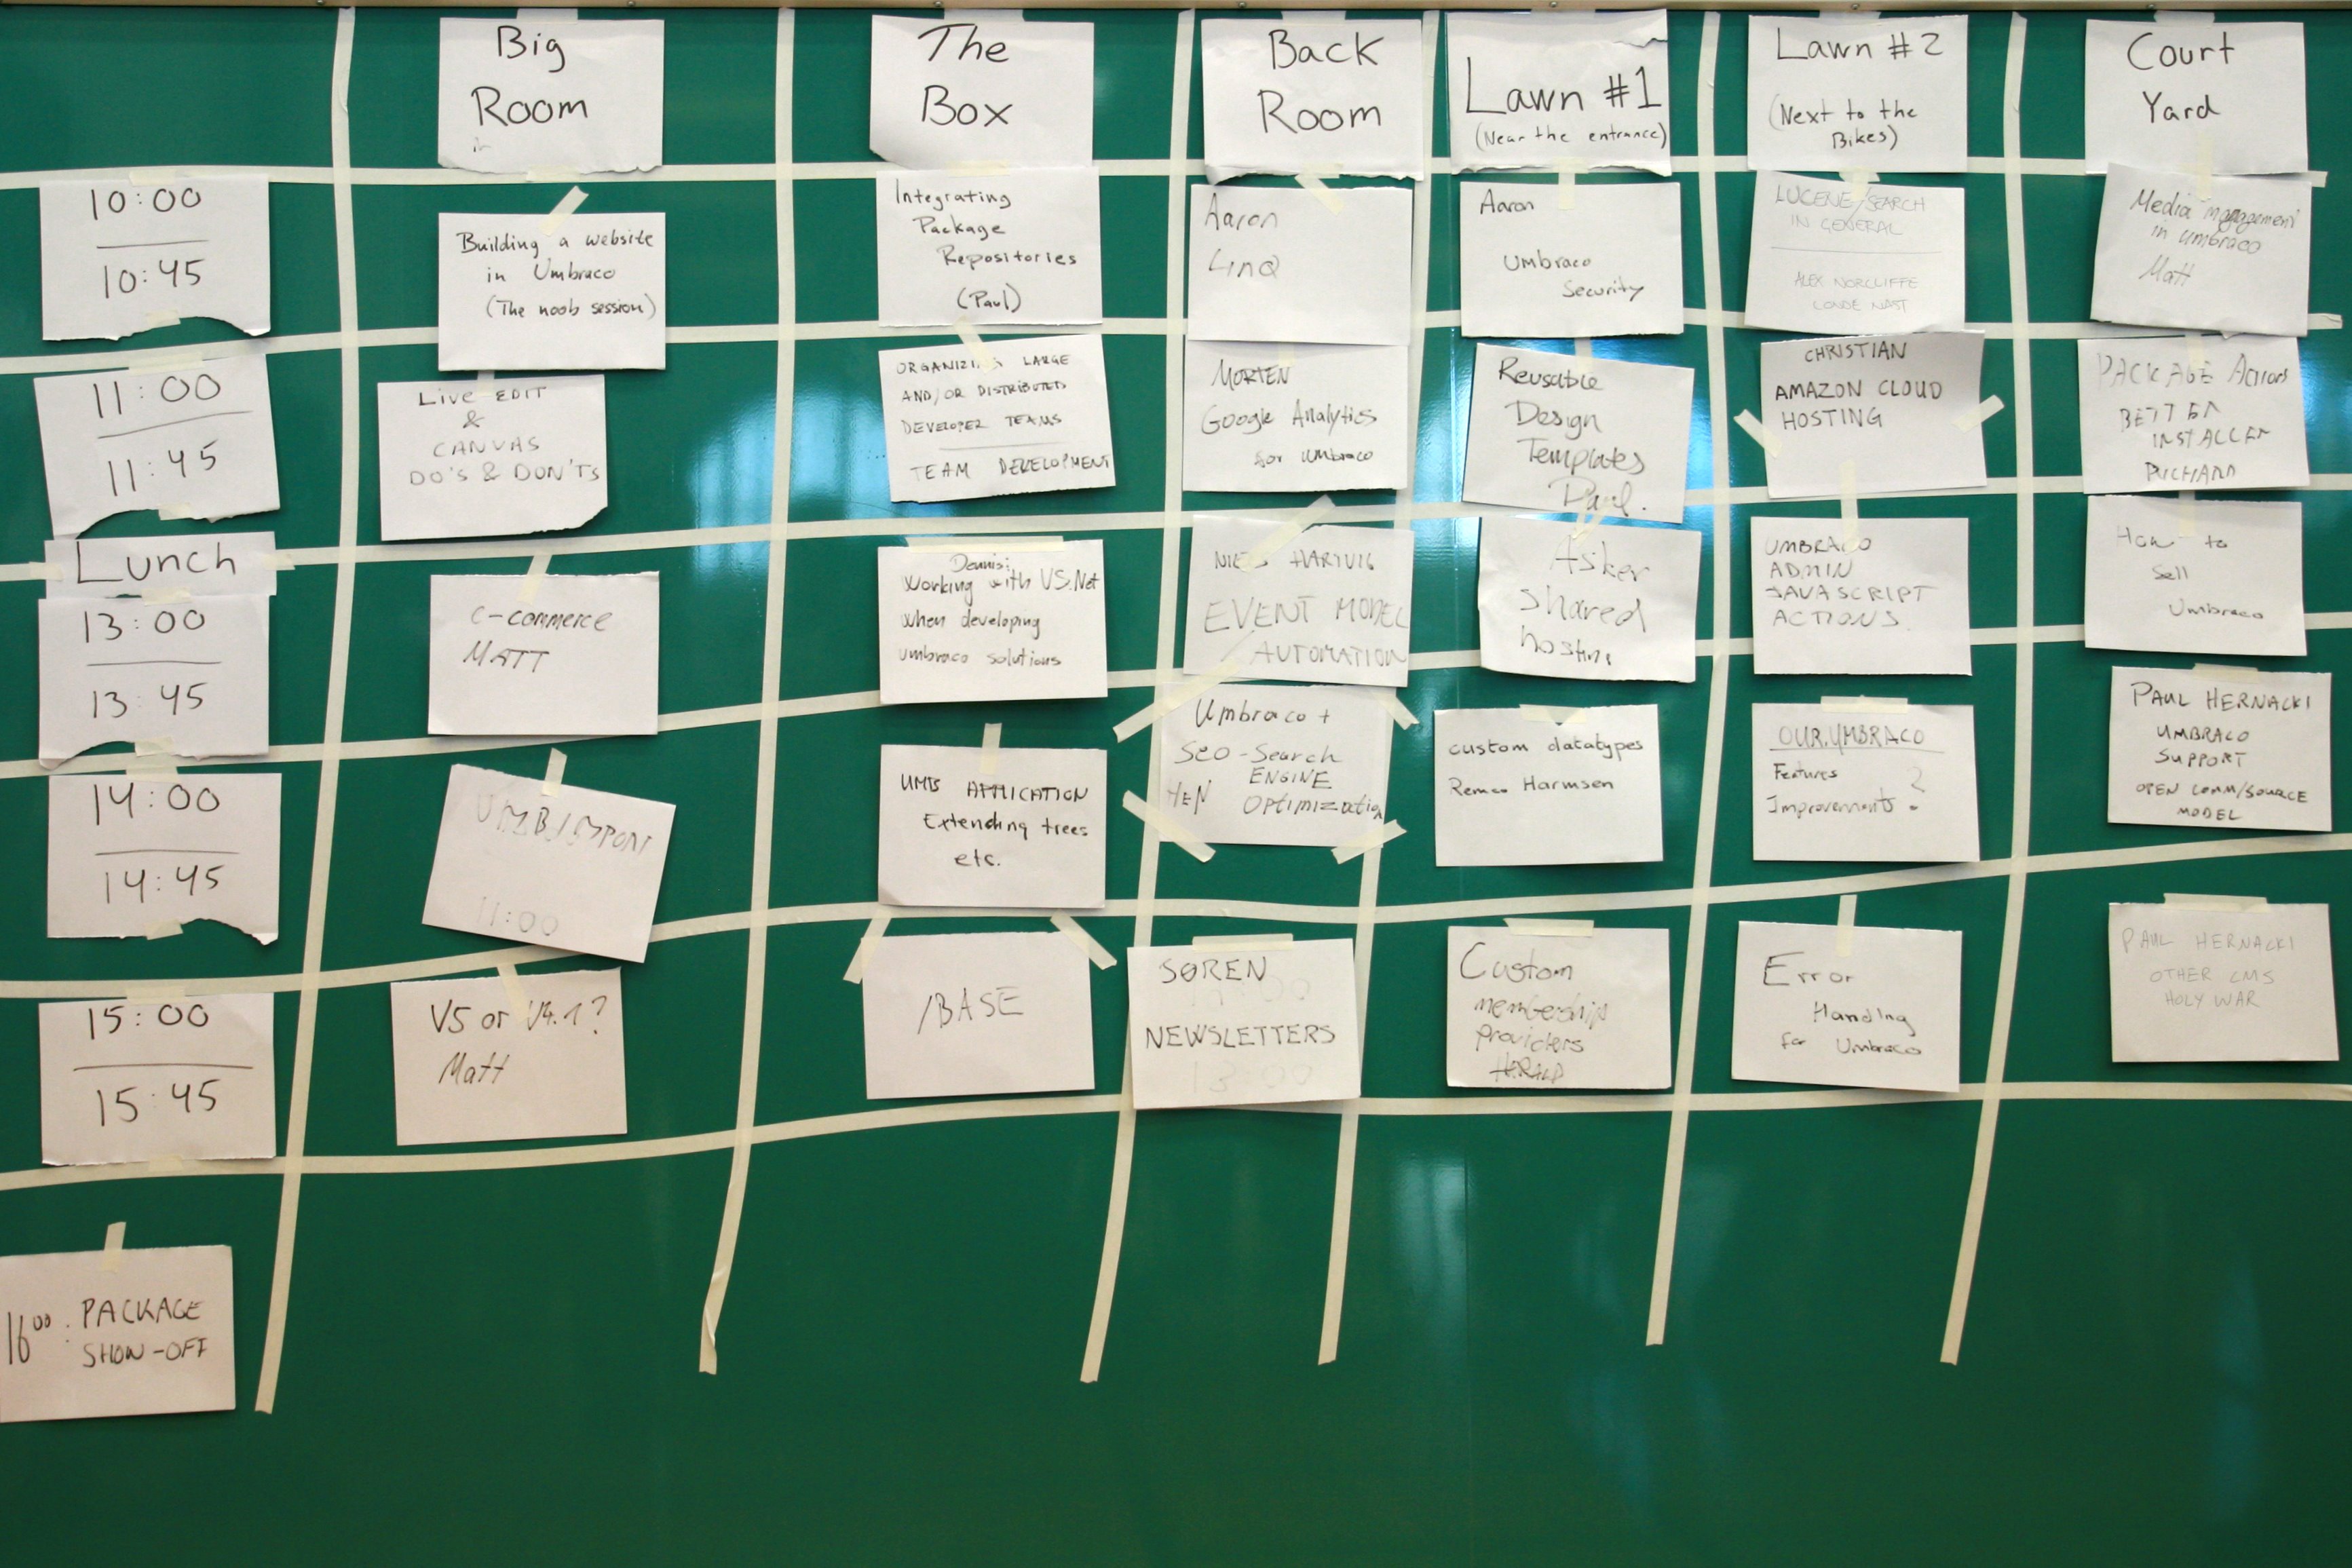 Big
Room
The
Box
Back
Room
Lawn #1
(Near the entrance)
Lawn #2
(Next to the
Bikes)
Court
Yard
10:00
10:45
Building a website
in Umbraco
(The noob session)
Integrating
Package
Repositories
(Paul)
Aaron
LINQ
Aaron
Umbraco
Security
LUCENE/SEARCH
IN GENERAL
ALEX NORCLIFFE
CONDE NAST
Media management
in umbraco
Matt
11:00
11:45
Live EDIT
&
CANVAS
DO'S & DON'TS
ORGANIZING LARGE
AND/OR DISTRIBUTED
DEVELOPER TEAMS
TEAM DEVELOPMENT
MORTEN
Google Analytics
for Umbraco
Reusable
Design
Templates
Paul.
CHRISTIAN
AMAZON CLOUD
HOSTING
PACKAGE Actions
BETTER
INSTALLER
RICHARD
Lunch
13:00
13:45
e-commerce
MATT
Dennis:
Working with VS.Net
when developing
umbraco solutions
NIELS HARTVIG
EVENT MODEL
/ AUTOMATION
Asker
Shared
hosting
UMBRACO
ADMIN
JAVASCRIPT
ACTIONS.
How to
Sell
Umbraco
14:00
14:45
UMBIMPORT
11:00
UMB APPLICATION
Extending trees
etc.
Umbraco +
SEO - Search
ENGINE
Optimization
custom datatypes
Remco Harmsen
OUR.UMBRACO
Features
Improvements ?
PAUL HERNACKI
UMBRACO
SUPPORT
OPEN COMM/SOURCE
MODEL
15:00
15:45
V5 or V4.1?
Matt
/BASE
SØREN
NEWSLETTERS
13:00
Custom
membership
providers
HERALD
Error
Handling
for Umbraco
PAUL HERNACKI
OTHER CMS
HOLY WAR
16⁰⁰: PACKAGE
SHOW-OFF